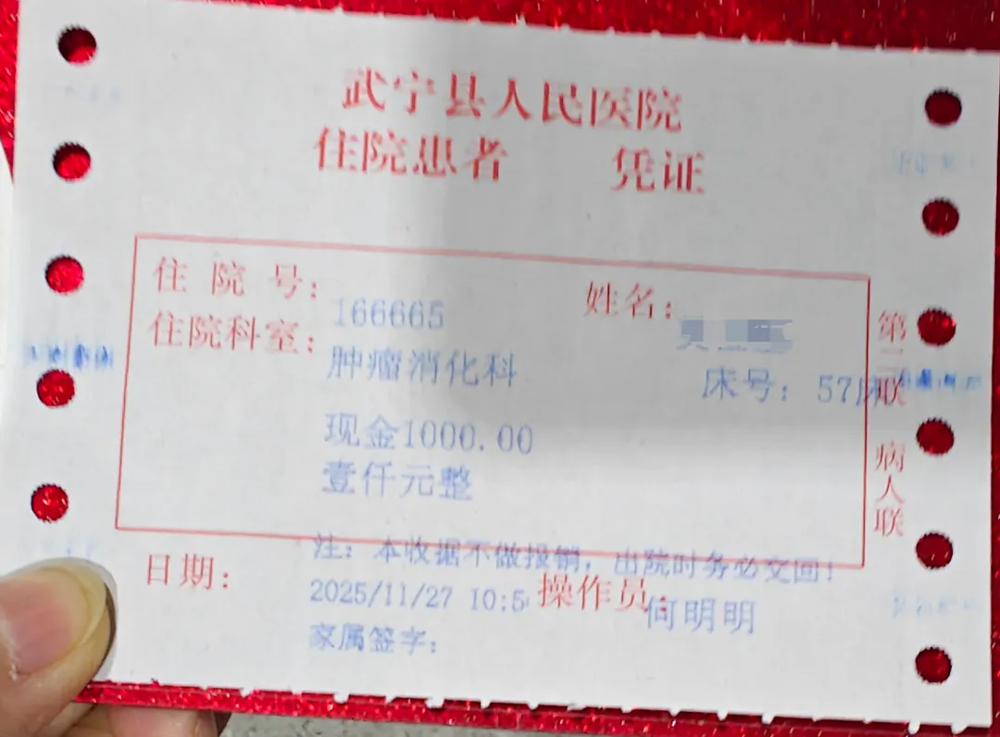 武宁县人民医院
住院患者 凭证
住院号： 166665 姓名：
住院科室： 肿瘤消化科
床号：57床
现金1000.00
壹仟元整
第二联 病人联
注：本收据不做报销，出院时务必交回！
日期： 2025/11/27 10:5 操作员： 何明明
家属签字：